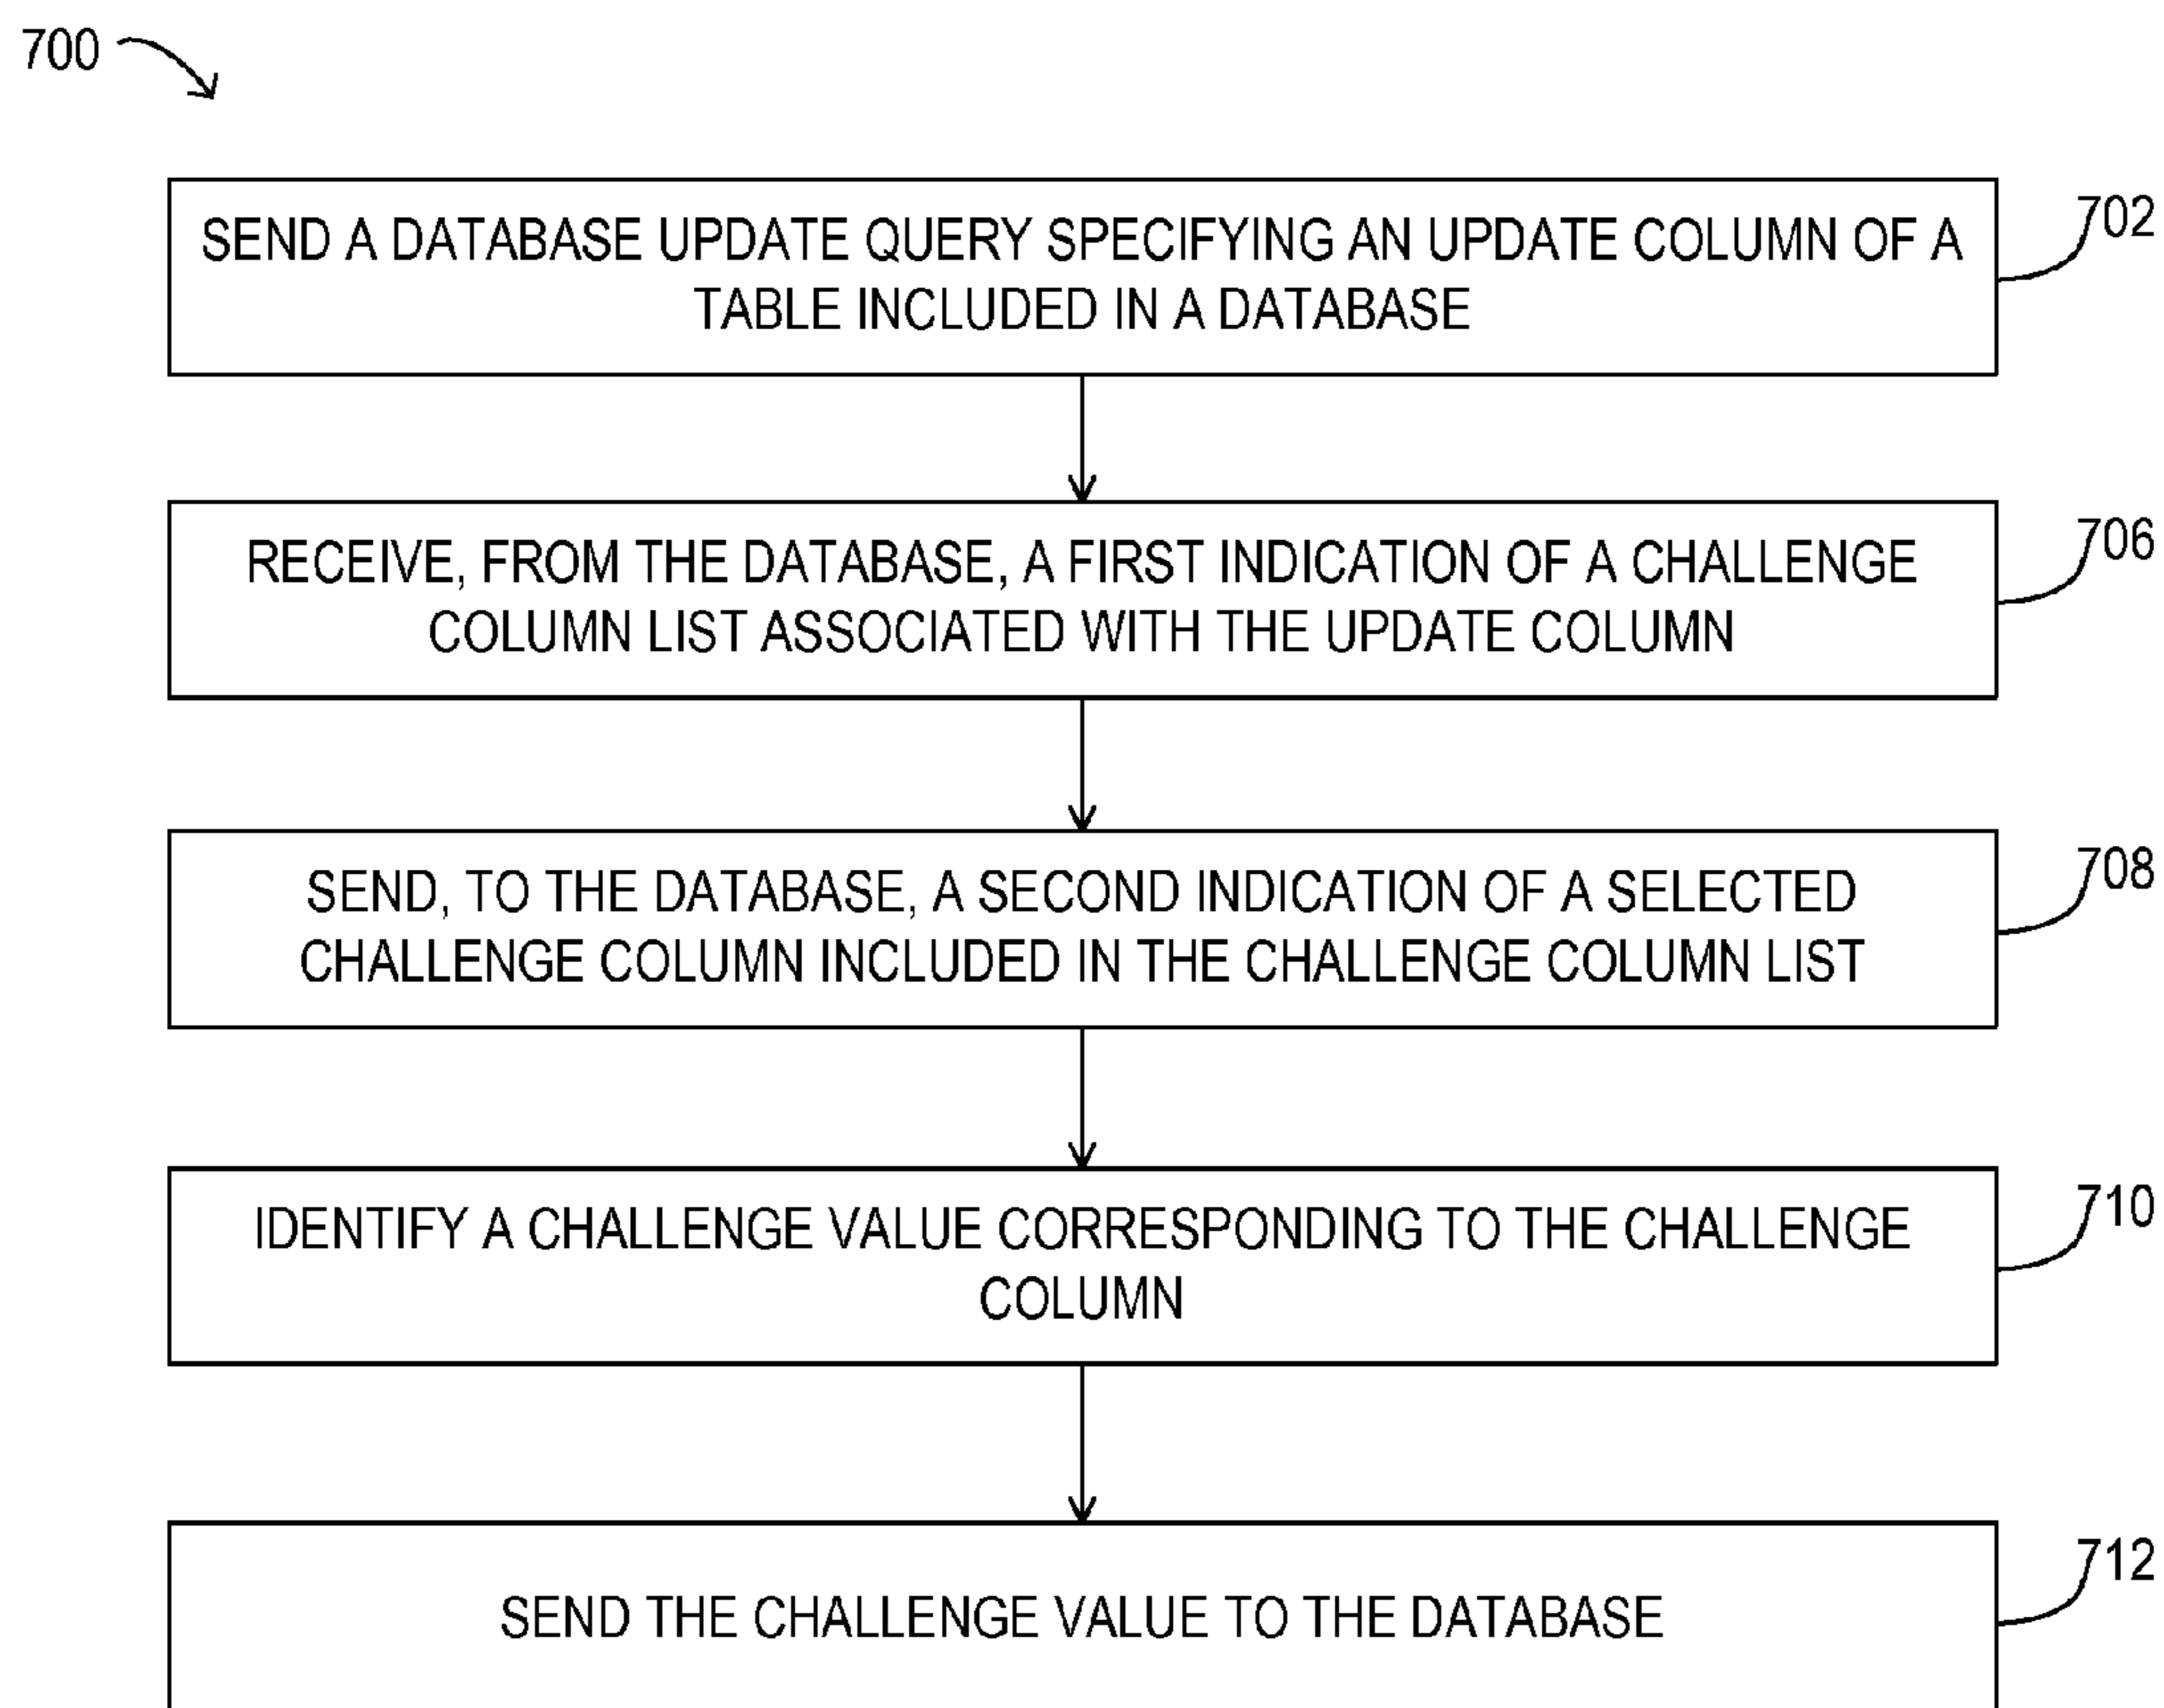 700
SEND A DATABASE UPDATE QUERY SPECIFYING AN UPDATE COLUMN OF A
TABLE INCLUDED IN A DATABASE
702
RECEIVE, FROM THE DATABASE, A FIRST INDICATION OF A CHALLENGE
COLUMN LIST ASSOCIATED WITH THE UPDATE COLUMN
706
SEND, TO THE DATABASE, A SECOND INDICATION OF A SELECTED
CHALLENGE COLUMN INCLUDED IN THE CHALLENGE COLUMN LIST
708
IDENTIFY A CHALLENGE VALUE CORRESPONDING TO THE CHALLENGE
COLUMN
710
SEND THE CHALLENGE VALUE TO THE DATABASE
712